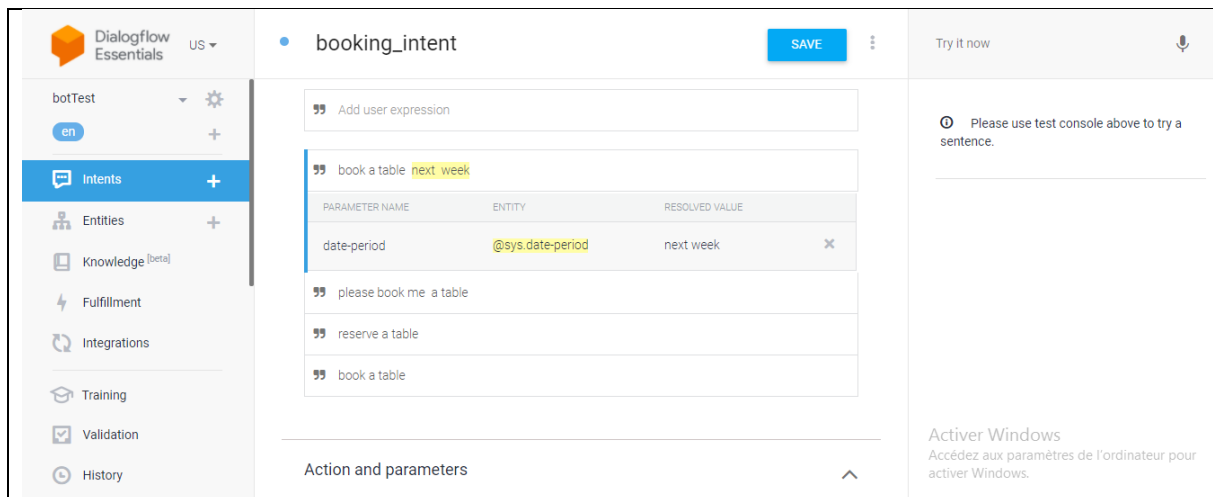 Dialogflow
Essentials
US
booking_intent
SAVE
Try it now
botTest
en
Add user expression
Please use test console above to try a
sentence.
book a table next week
Intents
PARAMETER NAME ENTITY RESOLVED VALUE
Entities
date-period @sys.date-period next week
Knowledge [beta]
Fulfillment
please book me a table
Integrations
reserve a table
book a table
Training
Validation
History
Action and parameters
Activer Windows
Accédez aux paramètres de l'ordinateur pour
activer Windows.